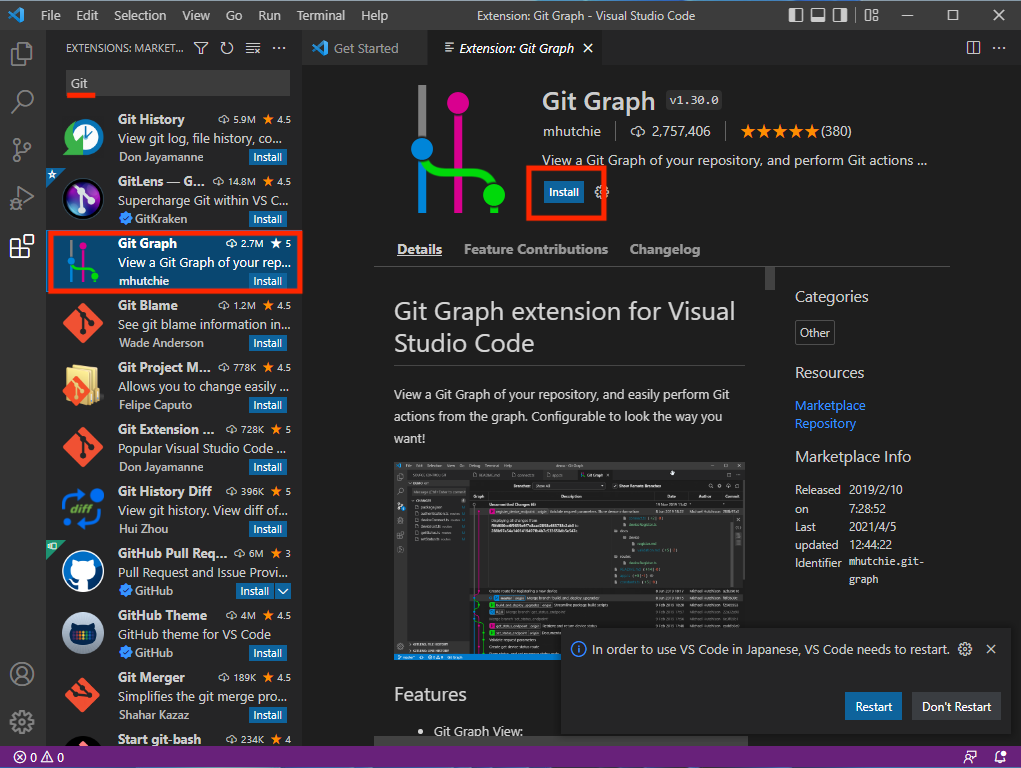 File Edit Selection View Go Run Terminal Help
Extension: Git Graph - Visual Studio Code
EXTENSIONS: MARKET...
Get Started
Extension: Git Graph
Git
Git History 5.9M 4.5
View git log, file history, co...
Don Jayamanne Install
GitLens — G... 14.8M 4.5
Supercharge Git within VS C...
GitKraken Install
Git Graph 2.7M 5
View a Git Graph of your rep...
mhutchie Install
Git Blame 1.2M 4.5
See git blame information in...
Wade Anderson Install
Git Project M... 778K 4.5
Allows you to change easily ...
Felipe Caputo Install
Git Extension ... 728K 5
Popular Visual Studio Code ...
Don Jayamanne Install
diff
Git History Diff 396K 5
View git history. View diff of...
Hui Zhou Install
GitHub Pull Req... 6M 3
Pull Request and Issue Provi...
GitHub Install
GitHub Theme 4M 4.5
GitHub theme for VS Code
GitHub Install
Git Merger 189K 4.5
Simplifies the git merge pro...
Shahar Kazaz Install
Start git-bash 234K 4
Git Graph v1.30.0
mhutchie 2,757,406 (380)
View a Git Graph of your repository, and perform Git actions ...
Install
Details Feature Contributions Changelog
Git Graph extension for Visual
Studio Code
View a Git Graph of your repository, and easily perform Git
actions from the graph. Configurable to look the way you
want!
Features
Git Graph View:
Categories
Other
Resources
Marketplace
Repository
Marketplace Info
Released 2019/2/10
on 7:28:52
Last 2021/4/5
updated 12:44:22
Identifier mhutchie.git-
graph
In order to use VS Code in Japanese, VS Code needs to restart.
Restart Don't Restart
0 0